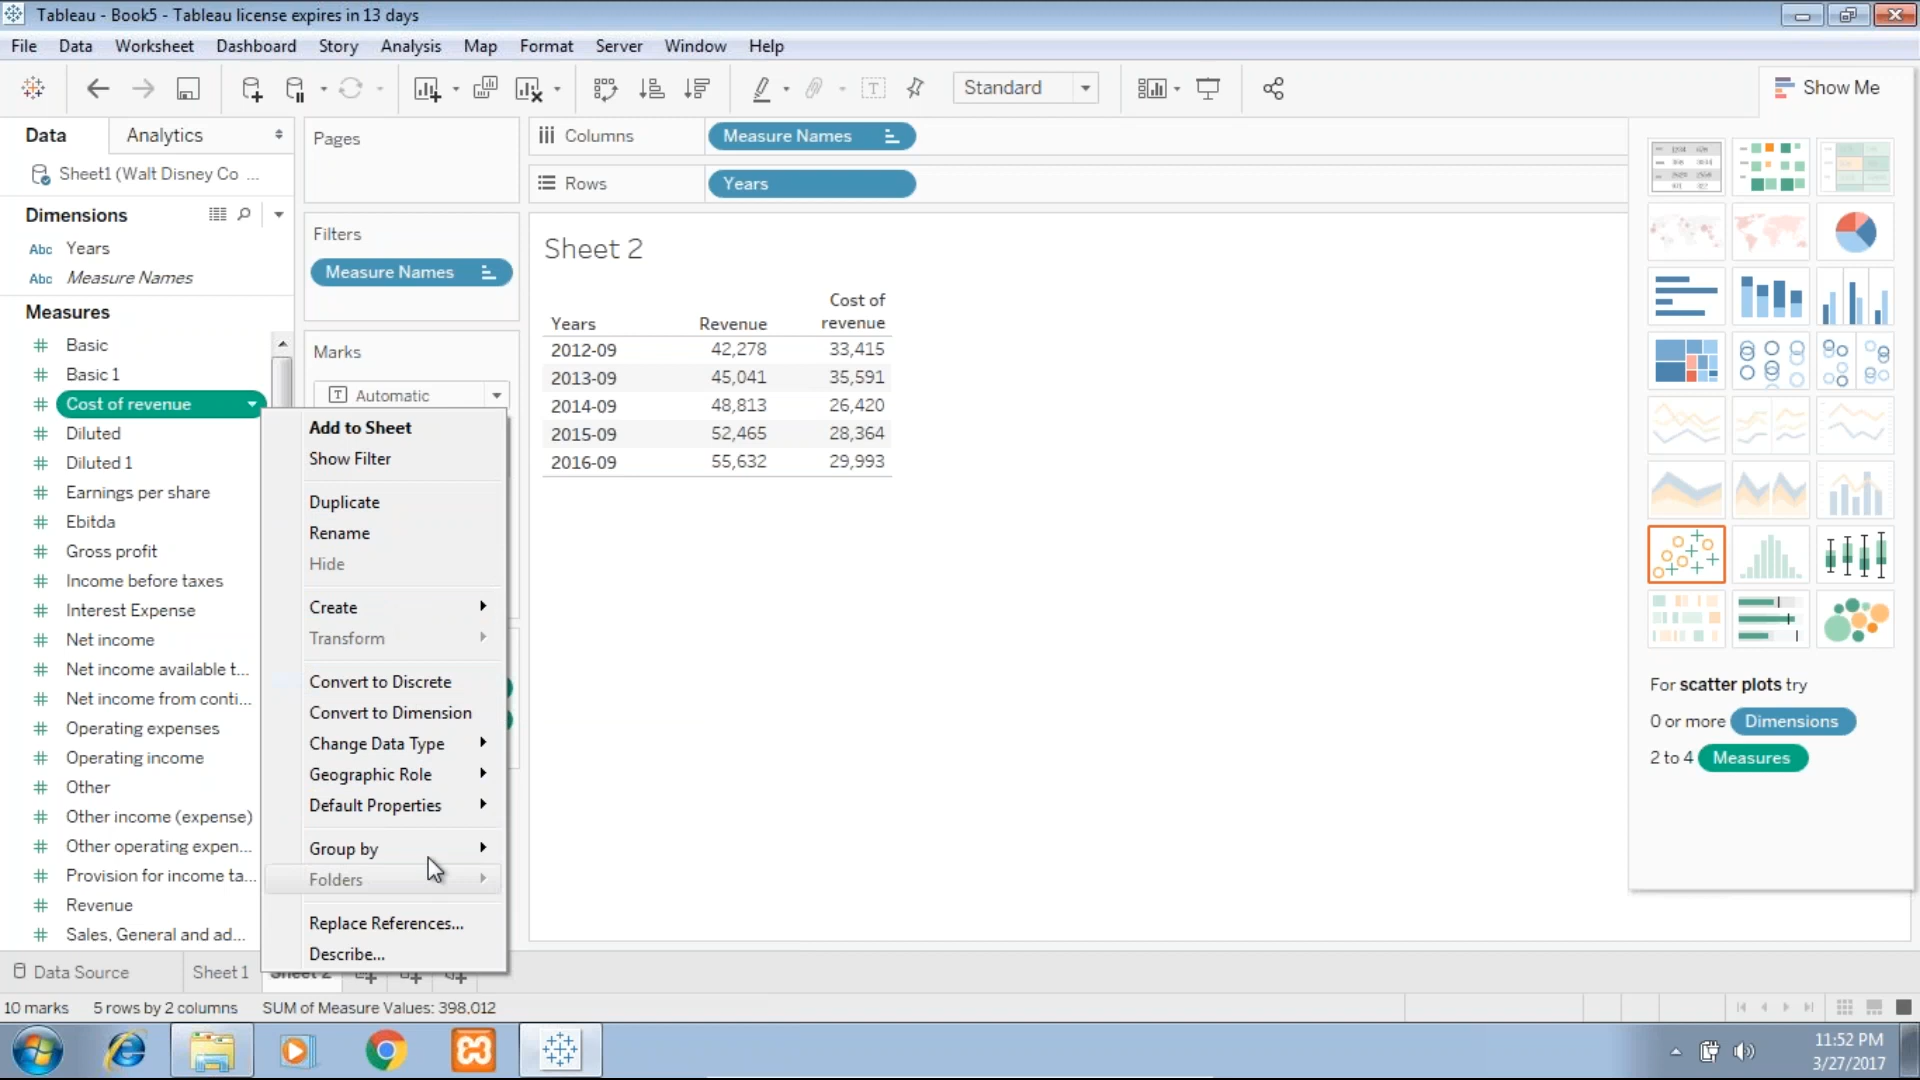 Tableau - Book5 - Tableau license expires in 13 days
File Data Worksheet Dashboard Story Analysis Map Format Server Window Help
Standard
Show Me
Data
Analytics
Sheet1 (Walt Disney Co ...
Dimensions
Abc Years
Abc Measure Names
Measures
Basic
Basic 1
Cost of revenue
Diluted
Diluted 1
Earnings per share
Ebitda
Gross profit
Income before taxes
Interest Expense
Net income
Net income available t...
Net income from conti...
Operating expenses
Operating income
Other
Other income (expense)
Other operating expen...
Provision for income ta...
Revenue
Sales, General and ad...
Pages
Filters
Measure Names
Marks
Automatic
Add to Sheet
Show Filter
Duplicate
Rename
Hide
Create
Transform
Convert to Discrete
Convert to Dimension
Change Data Type
Geographic Role
Default Properties
Group by
Folders
Replace References...
Describe...
Columns
Measure Names
Rows
Years
Sheet 2
Years Revenue Cost of revenue
2012-09 42,278 33,415
2013-09 45,041 35,591
2014-09 48,813 26,420
2015-09 52,465 28,364
2016-09 55,632 29,993
For scatter plots try
0 or more Dimensions
2 to 4 Measures
Data Source
Sheet 1
Sheet 2
10 marks 5 rows by 2 columns SUM of Measure Values: 398,012
11:52 PM
3/27/2017